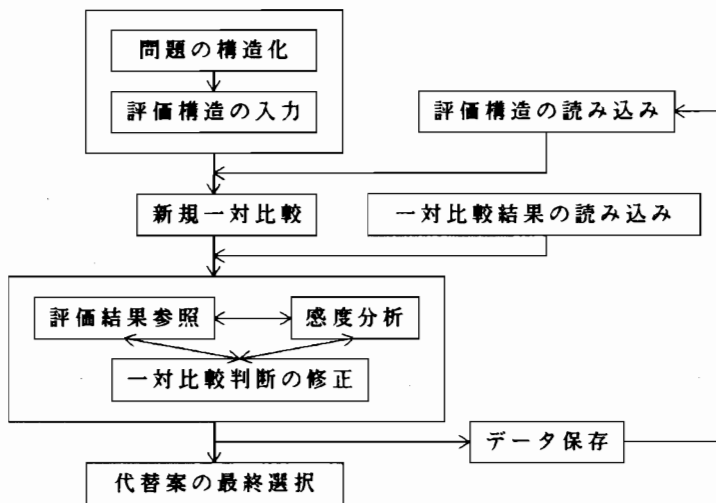 問題の構造化
評価構造の入力
評価構造の読み込み
新規一対比較
一対比較結果の読み込み
評価結果参照
感度分析
一対比較判断の修正
データ保存
代替案の最終選択